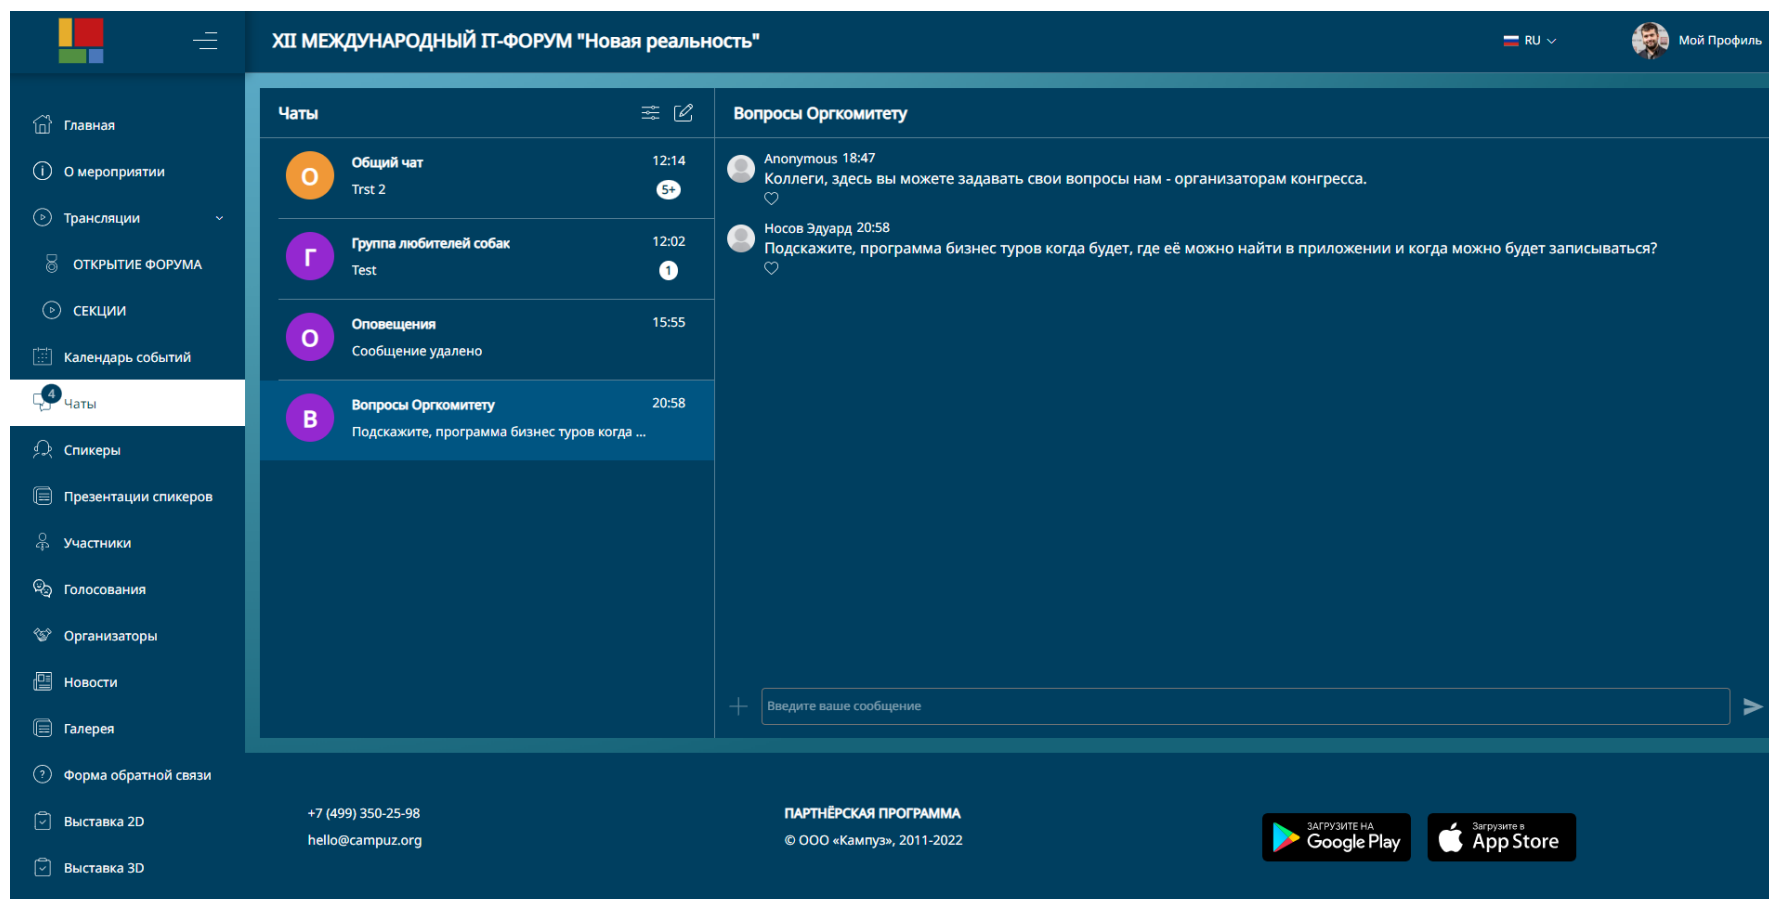 XII МЕЖДУНАРОДНЫЙ IT-ФОРУМ "Новая реальность"
RU
Мой Профиль
Главная
О мероприятии
Трансляции
ОТКРЫТИЕ ФОРУМА
СЕКЦИИ
Календарь событий
4
Чаты
Спикеры
Презентации спикеров
Участники
Голосования
Организаторы
Новости
Галерея
Форма обратной связи
Выставка 2D
Выставка 3D
Чаты
О
Общий чат
12:14
Trst 2
5+
Г
Группа любителей собак
12:02
Test
1
О
Оповещения
15:55
Сообщение удалено
В
Вопросы Оргкомитету
20:58
Подскажите, программа бизнес туров когда ...
Вопросы Оргкомитету
Anonymous 18:47
Коллеги, здесь вы можете задавать свои вопросы нам - организаторам конгресса.
Носов Эдуард 20:58
Подскажите, программа бизнес туров когда будет, где её можно найти в приложении и когда можно будет записываться?
Введите ваше сообщение
+7 (499) 350-25-98
hello@campuz.org
ПАРТНЁРСКАЯ ПРОГРАММА
© ООО «Кампуз», 2011-2022
ЗАГРУЗИТЕ НА
Google Play
Загрузите в
App Store